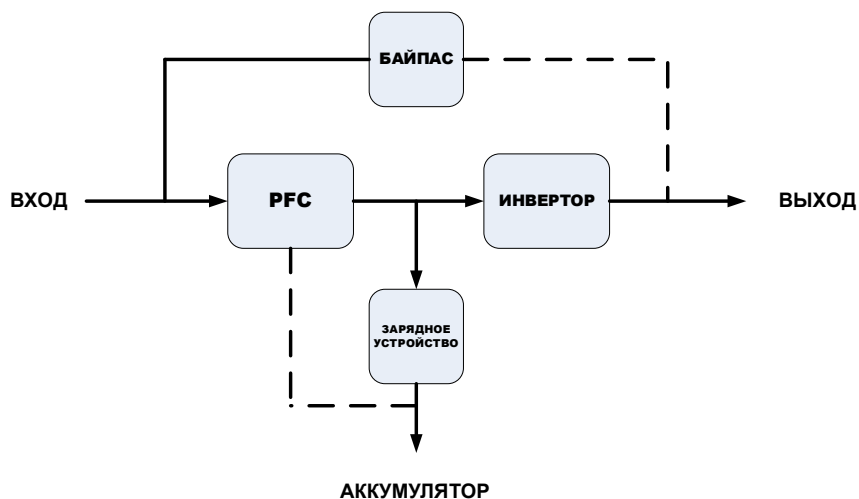 БАЙПАС
ВХОД
PFC
ИНВЕРТОР
ВЫХОД
ЗАРЯДНОЕ
УСТРОЙСТВО
АККУМУЛЯТОР